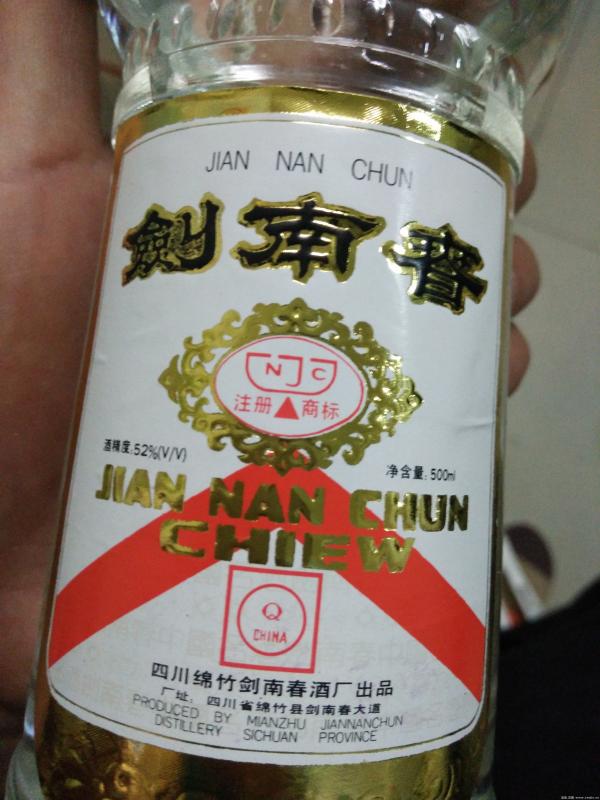 JIAN NAN CHUN
劍南春
NJC
注册 商标
酒精度:52%(V/V)
净含量:500ml
JIAN NAN CHUN
CHIEW
Q
CHINA
四川绵竹剑南春酒厂出品
厂址:四川省绵竹县剑南春大道
PRODUCED BY MIANZHU JIANNANCHUN
DISTILLERY SICHUAN PROVINCE